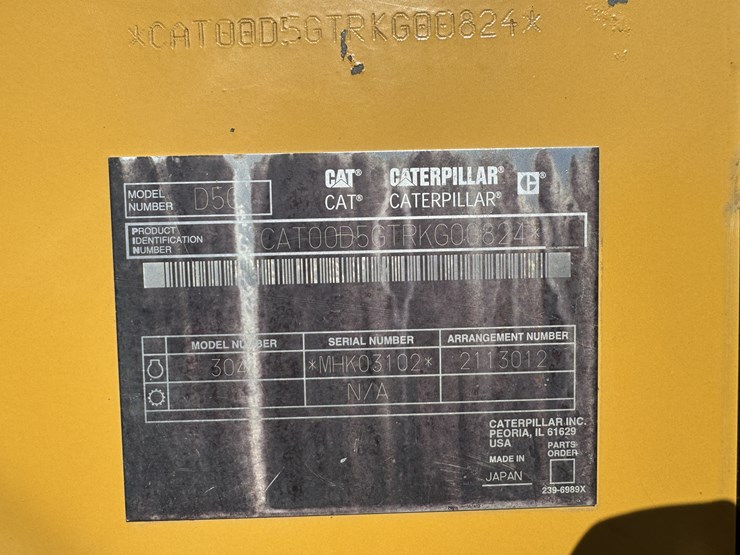 *CAT00D5GTRKG00824*
CAT® CATERPILLAR® C
CAT® CATERPILLAR®
MODEL NUMBER D5G
PRODUCT IDENTIFICATION NUMBER *CAT00D5GTRKG00824*
MODEL NUMBER SERIAL NUMBER ARRANGEMENT NUMBER
*MHK03102* 2113012
N/A
CATERPILLAR INC.
PEORIA, IL 61629
USA
PARTS ORDER
MADE IN
JAPAN
239-6989X